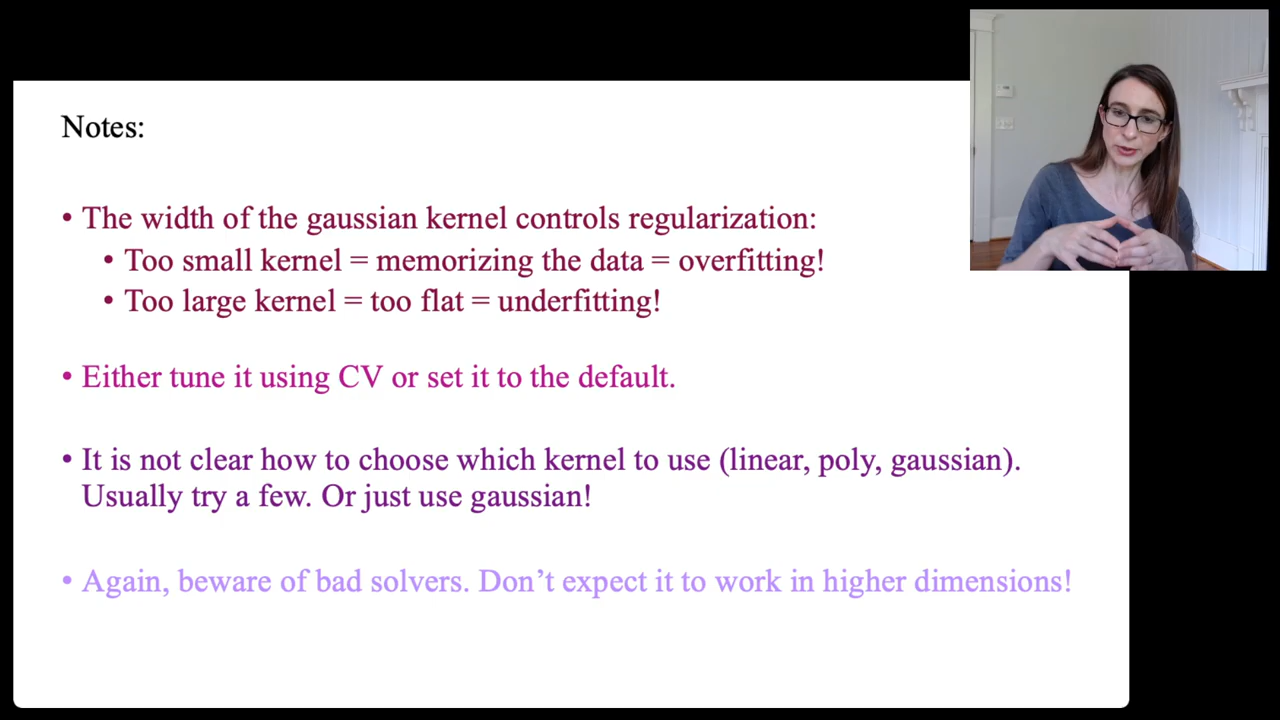 Notes:
• The width of the gaussian kernel controls regularization:
• Too small kernel = memorizing the data = overfitting!
• Too large kernel = too flat = underfitting!
• Either tune it using CV or set it to the default.
• It is not clear how to choose which kernel to use (linear, poly, gaussian).
Usually try a few. Or just use gaussian!
• Again, beware of bad solvers. Don’t expect it to work in higher dimensions!